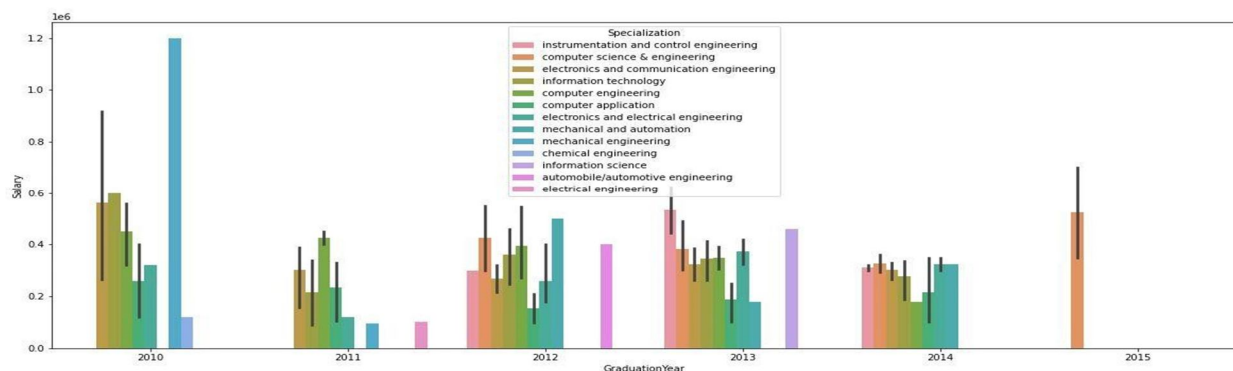 1e6
Specialization
instrumentation and control engineering
computer science & engineering
electronics and communication engineering
information technology
computer engineering
computer application
electronics and electrical engineering
mechanical and automation
mechanical engineering
chemical engineering
information science
automobile/automotive engineering
electrical engineering
1.2
1.0
0.8
0.6
0.4
0.2
0.0
Salary
2010 2011 2012 2013 2014 2015
GraduationYear